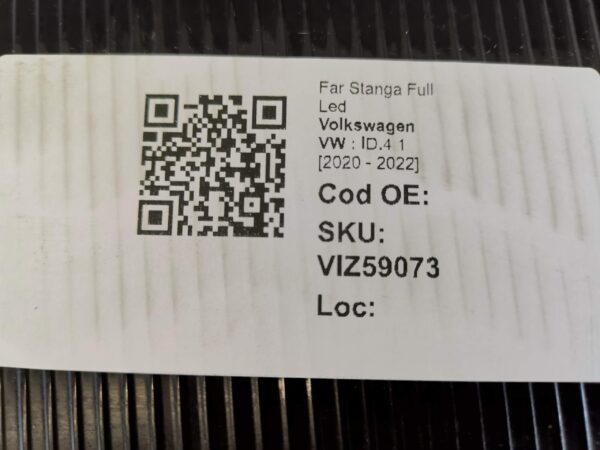 Far Stanga Full
Led
Volkswagen
VW : ID.4 1
[2020 - 2022]
Cod OE:
SKU:
VIZ59073
Loc: